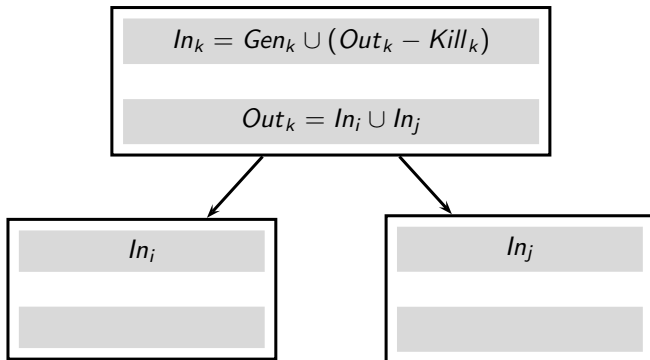 In_k = Gen_k ∪ (Out_k − Kill_k)
Out_k = In_i ∪ In_j
In_i
In_j